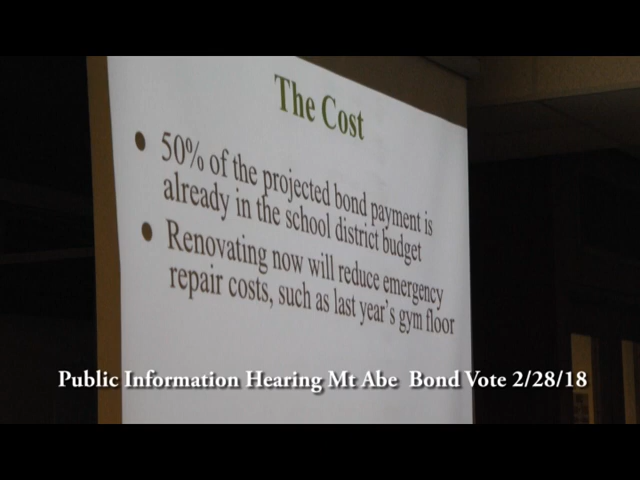 The Cost
• 50% of the projected bond payment is
already in the school district budget
• Renovating now will reduce emergency
repair costs, such as last year's gym floor
Public Information Hearing Mt Abe Bond Vote 2/28/18